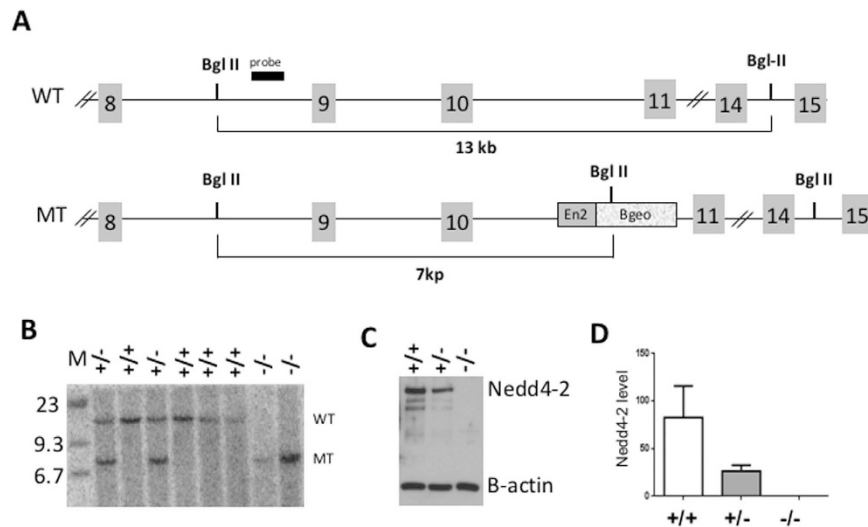 A
Bgl II
probe
Bgl-II
WT
8
9
10
11
14
15
13 kb
Bgl II
Bgl II
Bgl II
MT
8
9
10
En2
Bgeo
11
14
15
7kp
B
M
-/+
+/+
-/+
+/+
+/+
+/+
-/-
-/-
23
9.3
6.7
WT
MT
C
+/+
-/+
-/-
Nedd4-2
B-actin
D
Nedd4-2 level
150
100
50
0
+/+
+/-
-/-